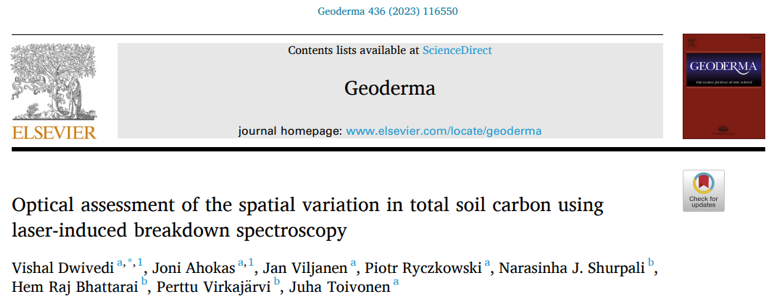 Geoderma 436 (2023) 116550
Contents lists available at ScienceDirect
Geoderma
journal homepage: www.elsevier.com/locate/geoderma
ELSEVIER
GEODERMA
Optical assessment of the spatial variation in total soil carbon using
laser-induced breakdown spectroscopy
Check for
updates
Vishal Dwivedi a,*,1, Joni Ahokas a,1, Jan Viljanen a, Piotr Ryczkowski a, Narasinha J. Shurpali b,
Hem Raj Bhattarai b, Perttu Virkajärvi b, Juha Toivonen a